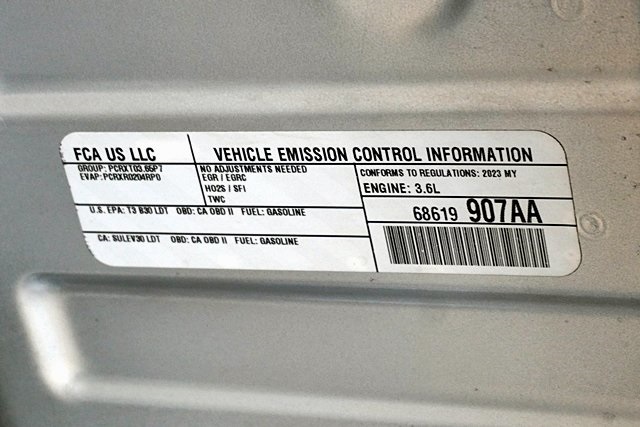 FCA US LLC
VEHICLE EMISSION CONTROL INFORMATION
GROUP: PCRXT03.65P7
EVAP: PCRXR0204RP0
NO ADJUSTMENTS NEEDED
EGR / EGRC
HO2S / SFI
TWC
CONFORMS TO REGULATIONS: 2023 MY
ENGINE: 3.6L
U.S. EPA: T3 B30 LDT OBD: CA OBD II FUEL: GASOLINE
68619 907AA
CA: SULEV30 LDT OBD: CA OBD II FUEL: GASOLINE